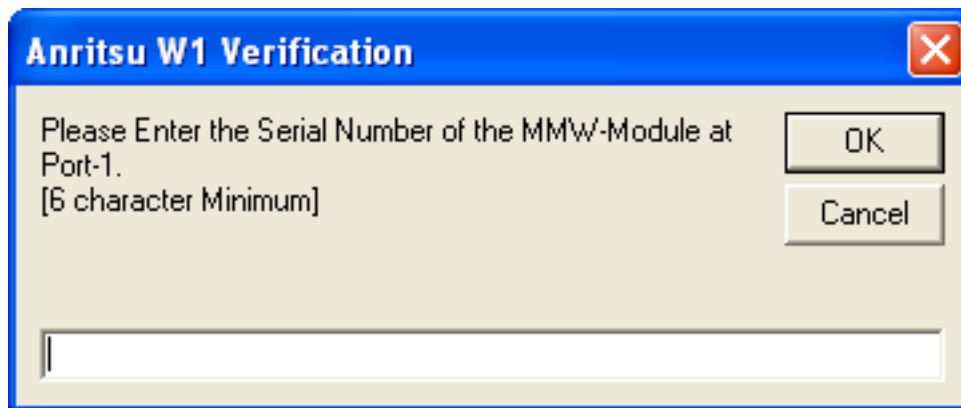 Anritsu W1 Verification
Please Enter the Serial Number of the MMW-Module at
Port-1.
[6 character Minimum]
OK
Cancel